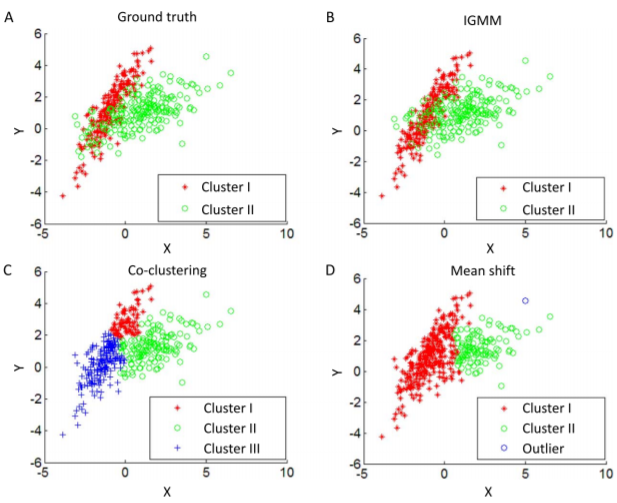 A Ground truth B IGMM
6
4
2
0
-2
-4
-6
Y
-5 0 5 10
X
Cluster I
Cluster II
6
4
2
0
-2
-4
-6
Y
-5 0 5 10
X
Cluster I
Cluster II
C Co-clustering D Mean shift
6
4
2
0
-2
-4
-6
Y
-5 0 5 10
X
Cluster I
Cluster II
Cluster III
6
4
2
0
-2
-4
-6
Y
-5 0 5 10
X
Cluster I
Cluster II
Outlier